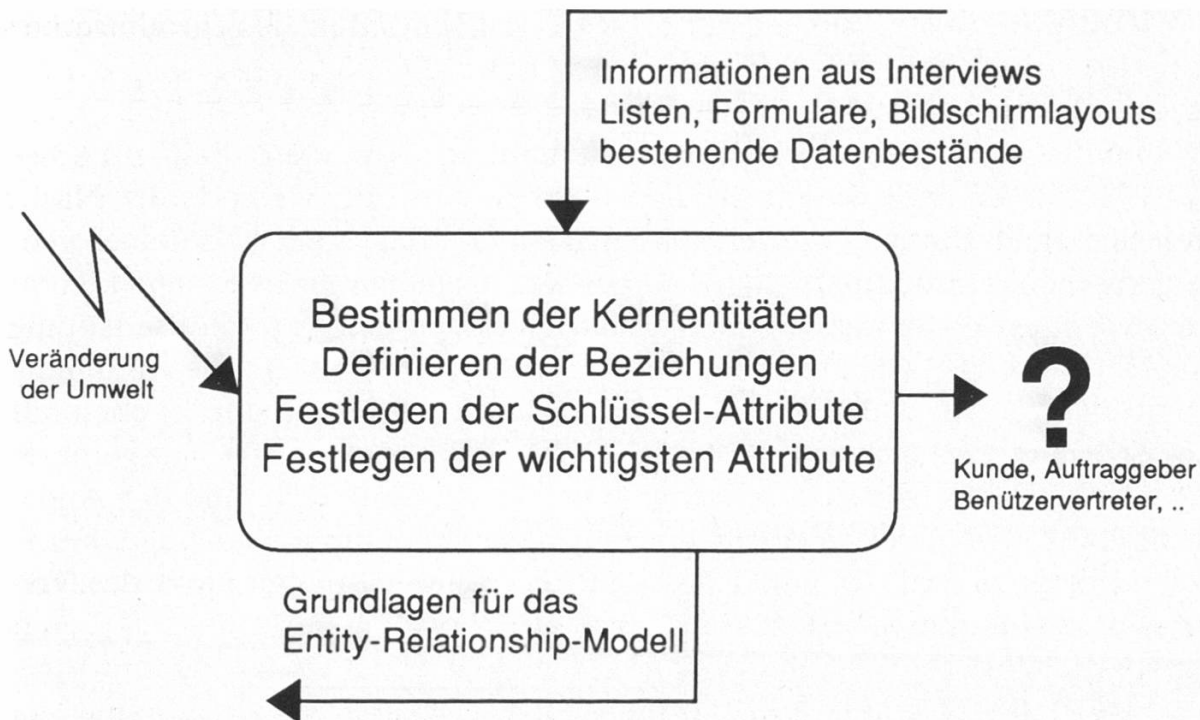 Informationen aus Interviews
Listen, Formulare, Bildschirmlayouts
bestehende Datenbestände
Veränderung
der Umwelt
Bestimmen der Kernentitäten
Definieren der Beziehungen
Festlegen der Schlüssel-Attribute
Festlegen der wichtigsten Attribute
?
Kunde, Auftraggeber
Benützervertreter, ..
Grundlagen für das
Entity-Relationship-Modell